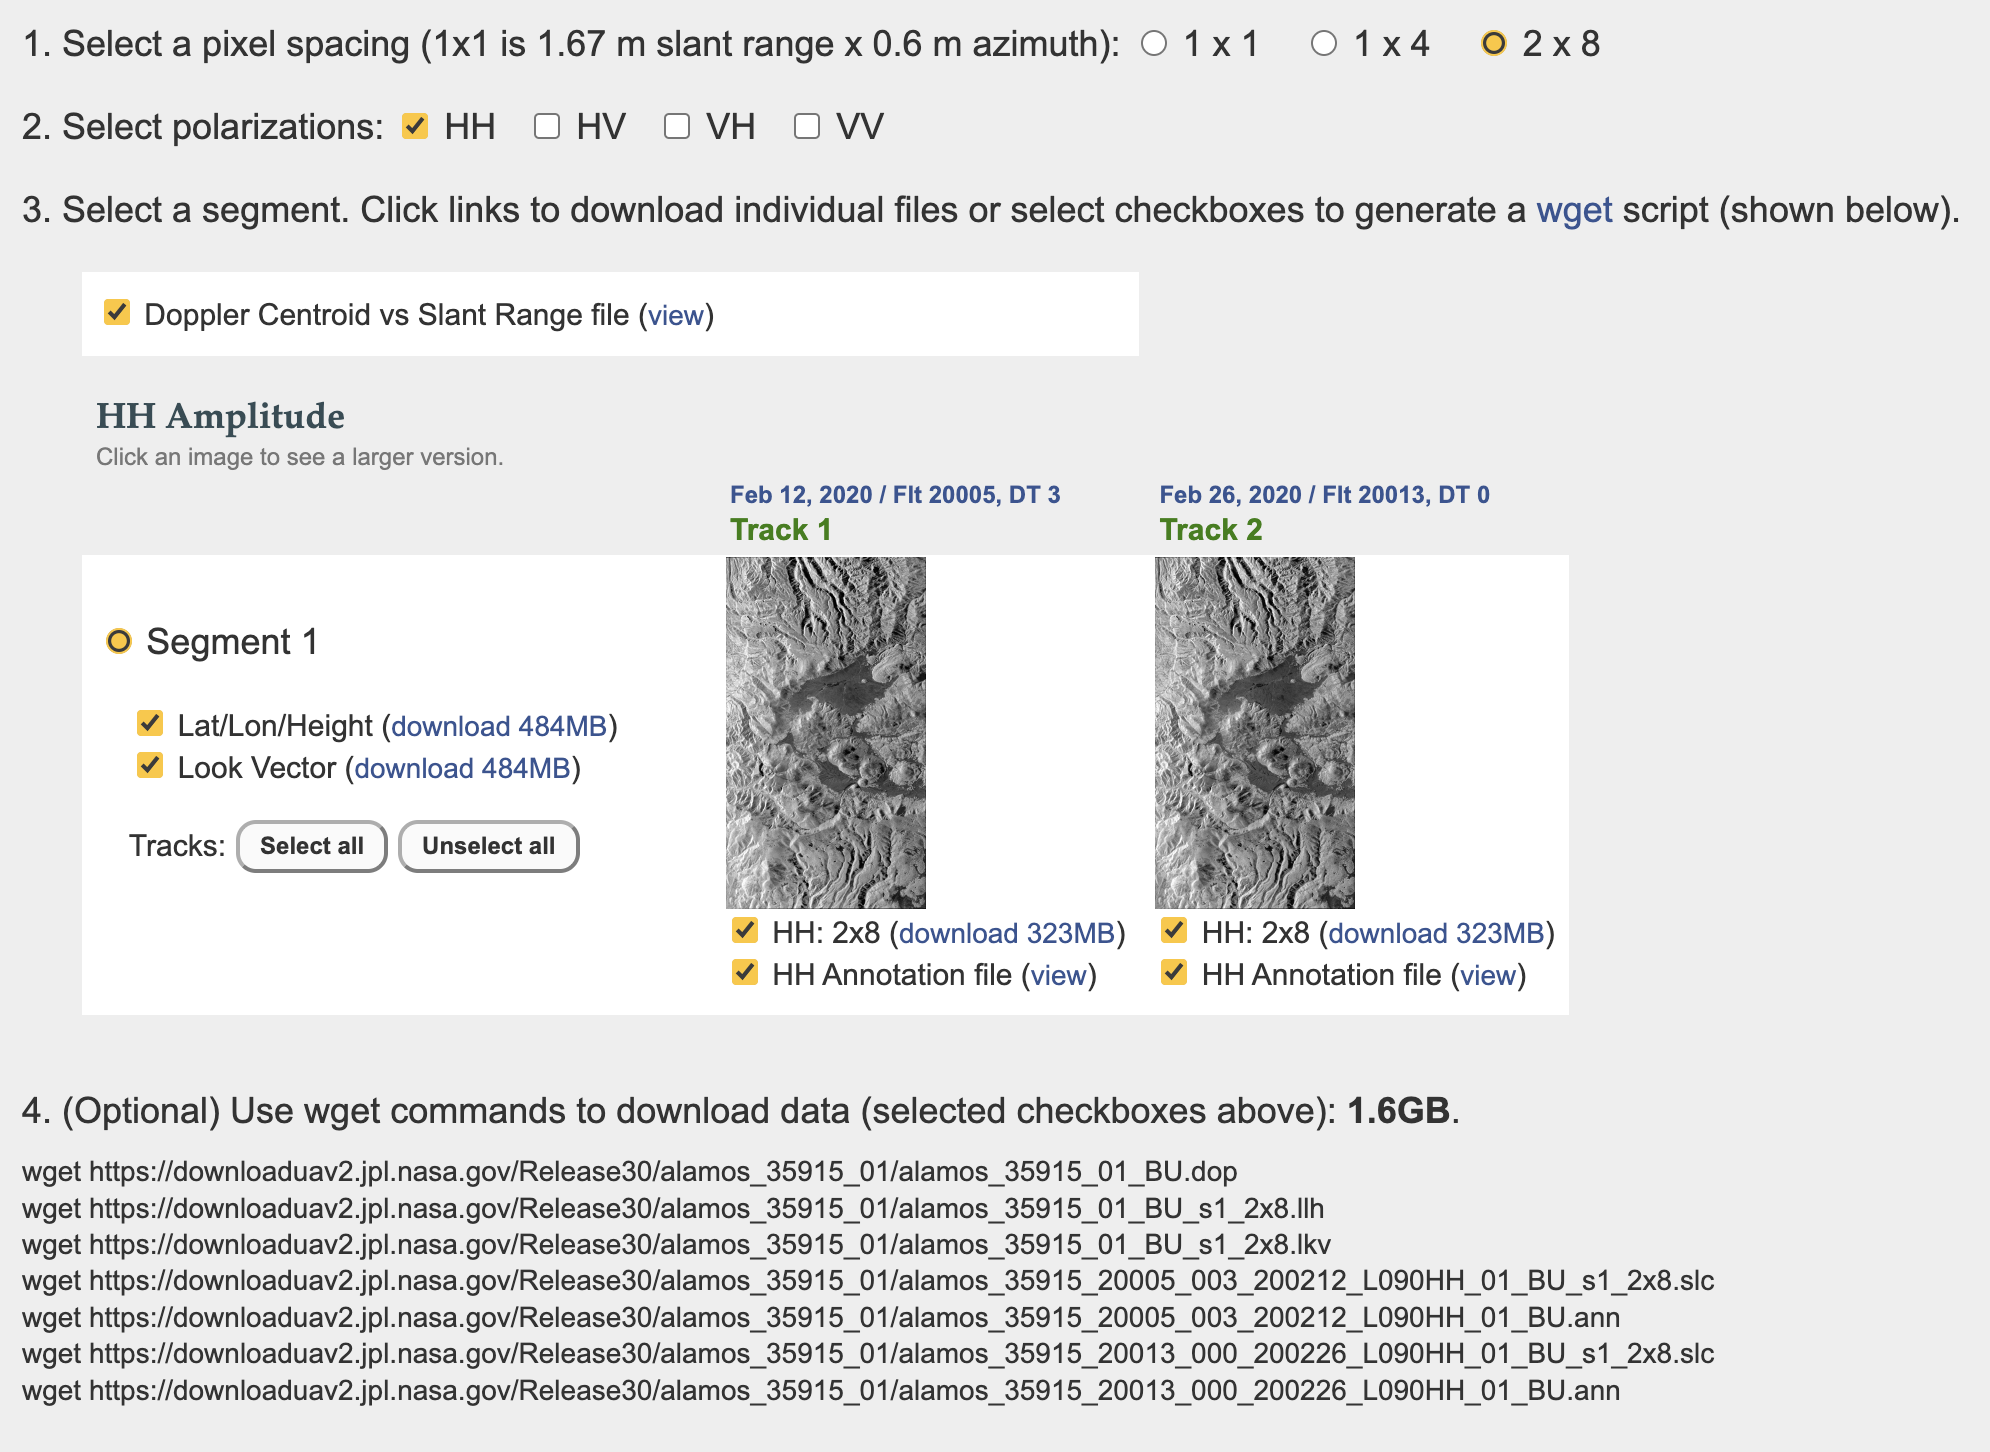 1. Select a pixel spacing (1x1 is 1.67 m slant range x 0.6 m azimuth): 1 x 1 1 x 4 2 x 8
2. Select polarizations: HH HV VH VV
3. Select a segment. Click links to download individual files or select checkboxes to generate a wget script (shown below).
Doppler Centroid vs Slant Range file (view)
HH Amplitude
Click an image to see a larger version.
Feb 12, 2020 / Flt 20005, DT 3 Feb 26, 2020 / Flt 20013, DT 0
Track 1 Track 2
Segment 1
Lat/Lon/Height (download 484MB)
Look Vector (download 484MB)
Tracks: Select all Unselect all
HH: 2x8 (download 323MB) HH: 2x8 (download 323MB)
HH Annotation file (view) HH Annotation file (view)
4. (Optional) Use wget commands to download data (selected checkboxes above): 1.6GB.
wget https://downloaduav2.jpl.nasa.gov/Release30/alamos_35915_01/alamos_35915_01_BU.dop
wget https://downloaduav2.jpl.nasa.gov/Release30/alamos_35915_01/alamos_35915_01_BU_s1_2x8.llh
wget https://downloaduav2.jpl.nasa.gov/Release30/alamos_35915_01/alamos_35915_01_BU_s1_2x8.lkv
wget https://downloaduav2.jpl.nasa.gov/Release30/alamos_35915_01/alamos_35915_20005_003_200212_L090HH_01_BU_s1_2x8.slc
wget https://downloaduav2.jpl.nasa.gov/Release30/alamos_35915_01/alamos_35915_20005_003_200212_L090HH_01_BU.ann
wget https://downloaduav2.jpl.nasa.gov/Release30/alamos_35915_01/alamos_35915_20013_000_200226_L090HH_01_BU_s1_2x8.slc
wget https://downloaduav2.jpl.nasa.gov/Release30/alamos_35915_01/alamos_35915_20013_000_200226_L090HH_01_BU.ann